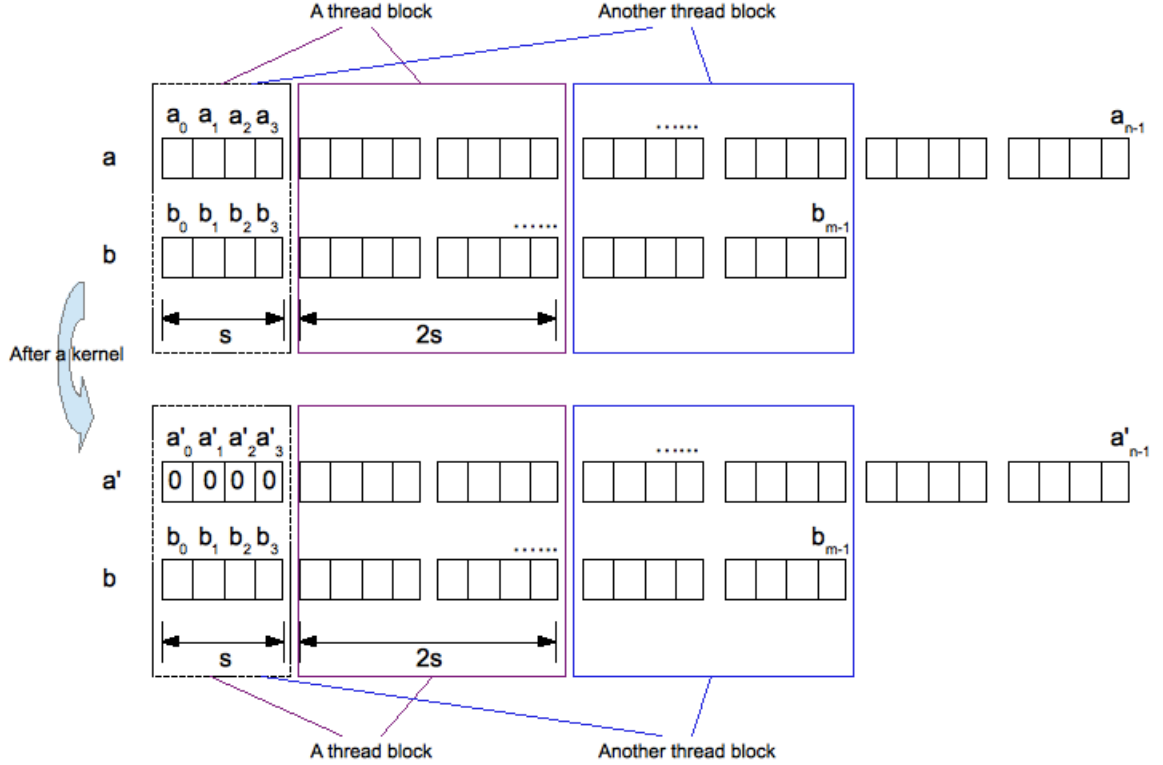 A thread block Another thread block
a0 a1 a2 a3 ...... an-1
a
b0 b1 b2 b3 ...... bm-1
b
s 2s
After a kernel
a'0 a'1 a'2 a'3 ...... a'n-1
a' 0 0 0 0
b0 b1 b2 b3 ...... bm-1
b
s 2s
A thread block Another thread block